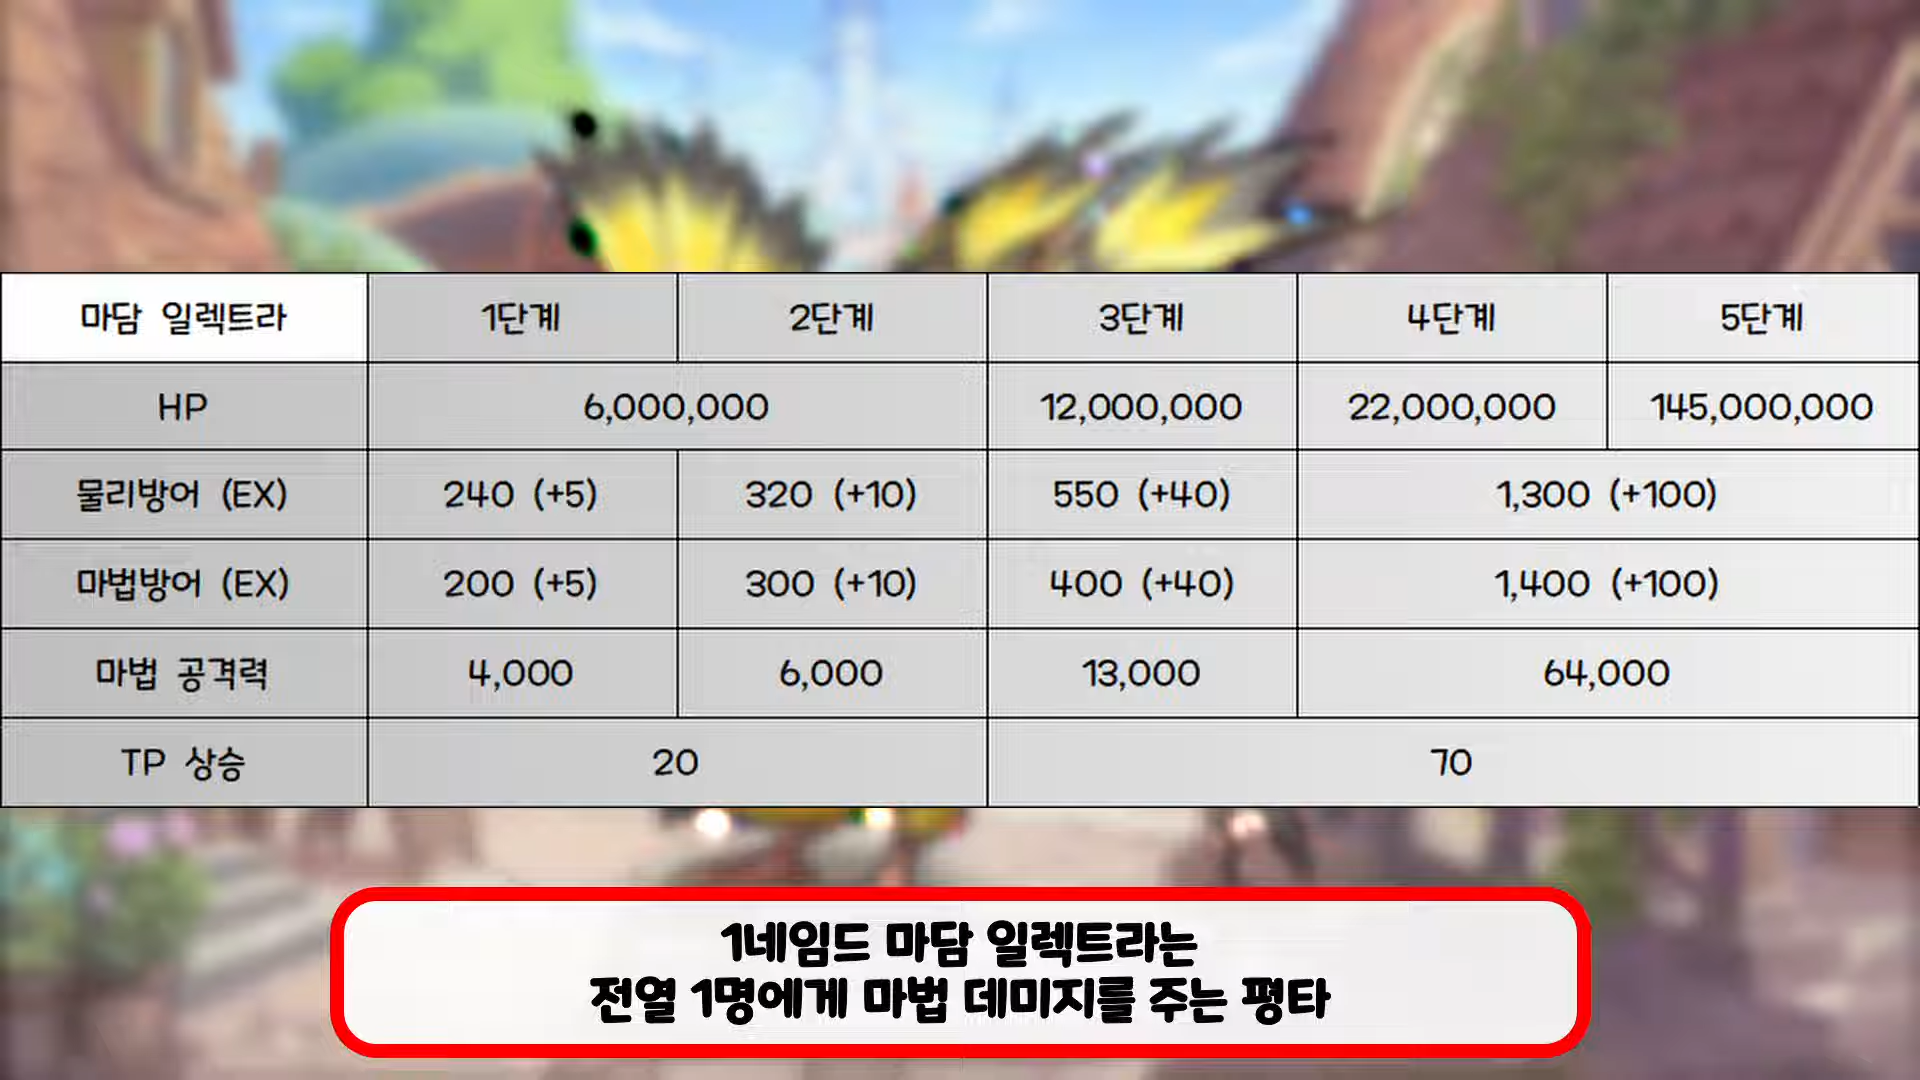 마담 일렉트라 1단계 2단계 3단계 4단계 5단계
HP 6,000,000 12,000,000 22,000,000 145,000,000
물리방어 (EX) 240 (+5) 320 (+10) 550 (+40) 1,300 (+100)
마법방어 (EX) 200 (+5) 300 (+10) 400 (+40) 1,400 (+100)
마법 공격력 4,000 6,000 13,000 64,000
TP 상승 20 70
1네임드 마담 일렉트라는
전열 1명에게 마법 데미지를 주는 평타